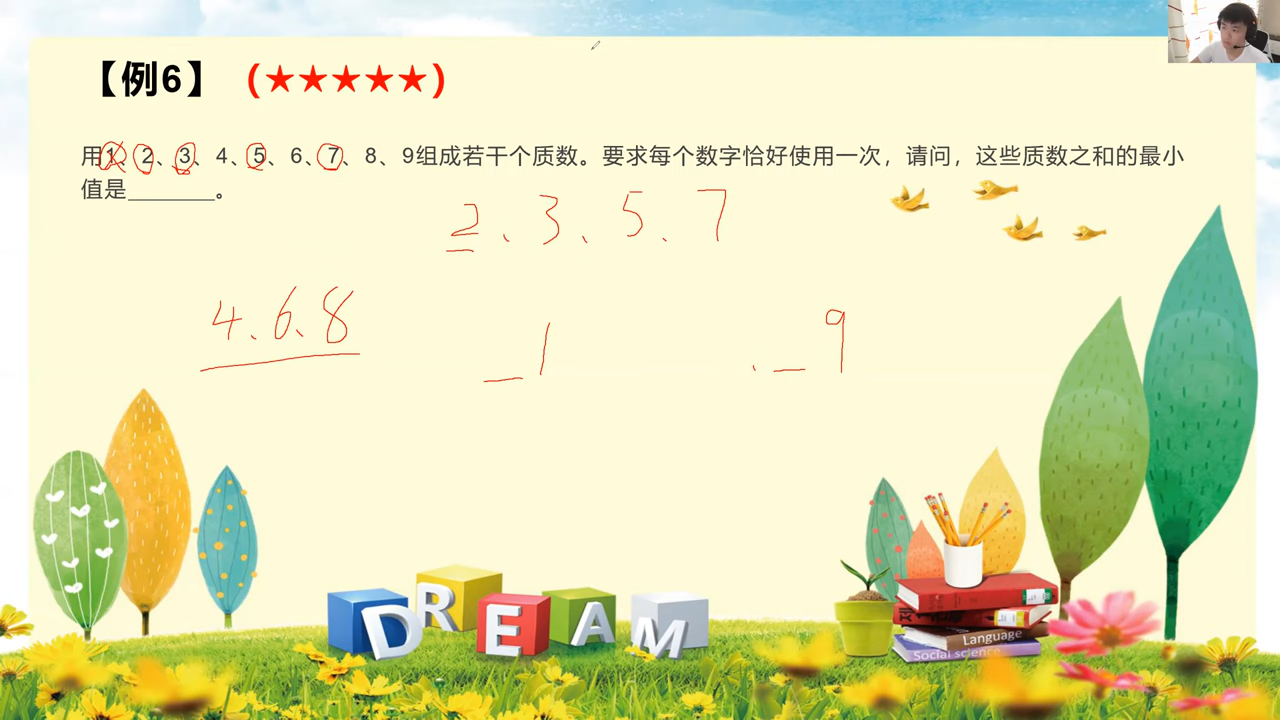 【例6】 (★★★★★)
用1、2、3、4、5、6、7、8、9组成若干个质数。要求每个数字恰好使用一次，请问，这些质数之和的最小
值是_______。
2、3、5、7
4、6、8
_1 、_9
DREAM
Language
Social science